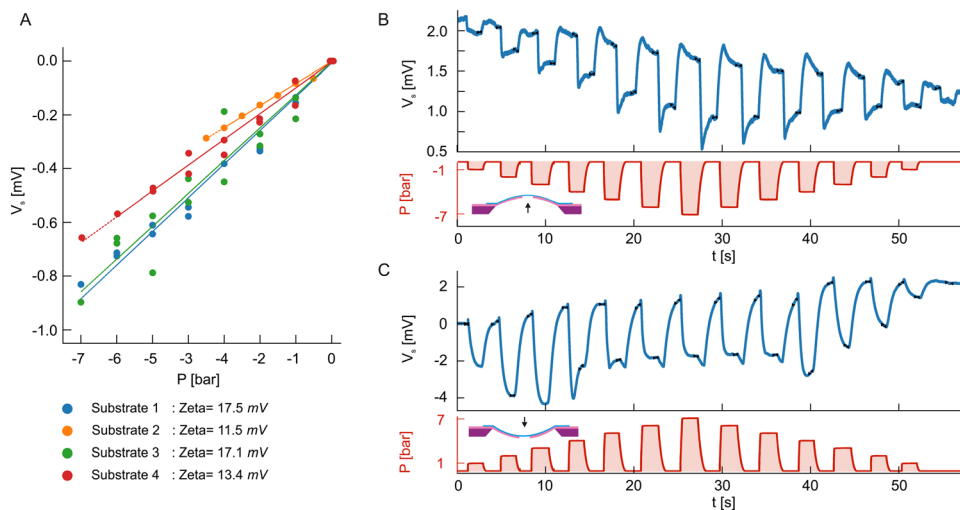 A
0.0
-0.2
-0.4
-0.6
-0.8
-1.0
Vs [mV]
-7 -6 -5 -4 -3 -2 -1 0
P [bar]
Substrate 1 : Zeta= 17.5 mV
Substrate 2 : Zeta= 11.5 mV
Substrate 3 : Zeta= 17.1 mV
Substrate 4 : Zeta= 13.4 mV
B
2.0
1.5
1.0
0.5
Vs [mV]
-1
-7
P [bar]
0 10 20 30 40 50
t [s]
C
2
0
-2
-4
Vs [mV]
7
1
P [bar]
0 10 20 30 40 50
t [s]